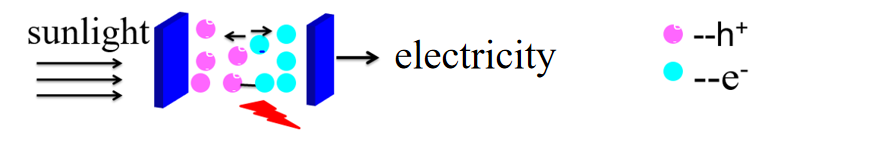 sunlight
electricity
--h⁺
--e⁻